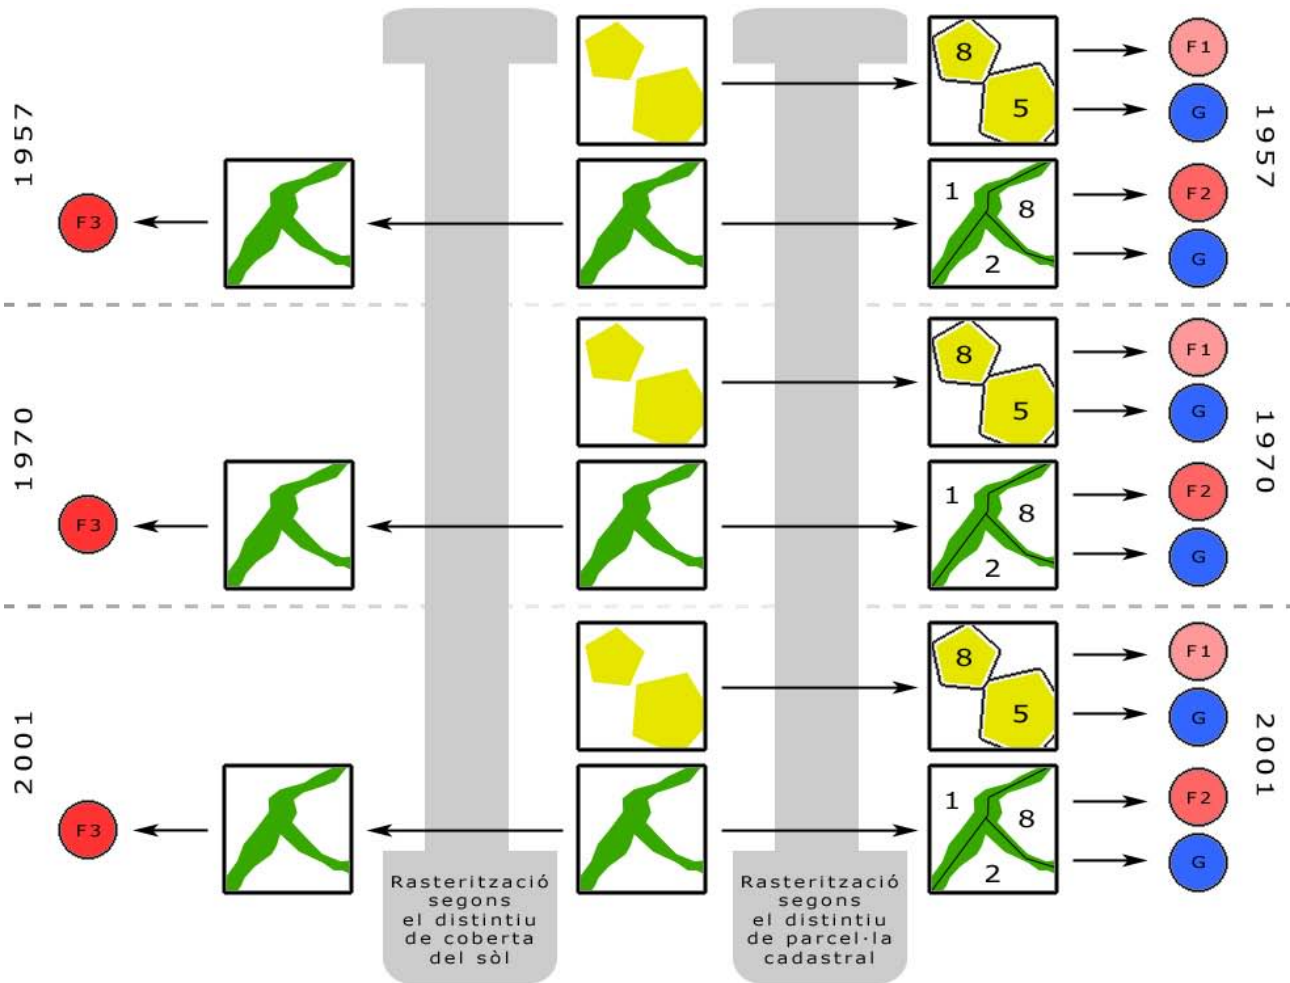 1957
F3
8
5
F1
G
1
8
2
F2
G
1957
1970
F3
8
5
F1
G
1
8
2
F2
G
1970
2001
F3
8
5
F1
G
1
8
2
F2
G
2001
Rasterització
segons
el distintiu
de coberta
del sòl
Rasterització
segons
el distintiu
de parcel·la
cadastral